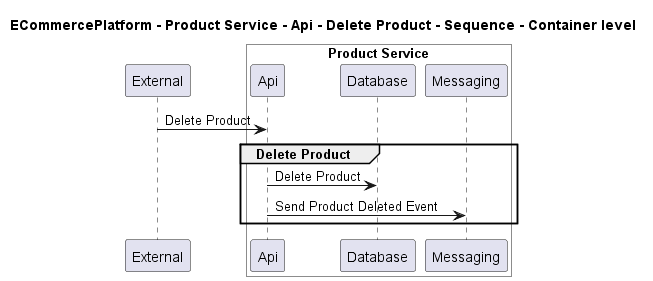 ECommercePlatform - Product Service - Api - Delete Product - Sequence - Container level
Product Service
External Api Database Messaging
Delete Product
Delete Product
Delete Product
Send Product Deleted Event
External Api Database Messaging